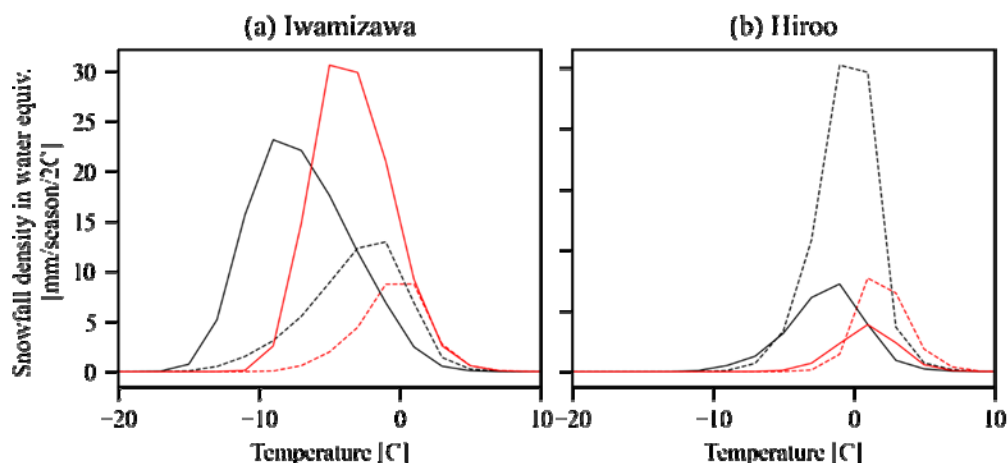 (a) Iwamizawa
(b) Hiroo
Snowfall density in water equiv.
[mm/season/2C]
30
25
20
15
10
5
0
−20
−10
0
10
−20
−10
0
10
Temperature [C]
Temperature [C]